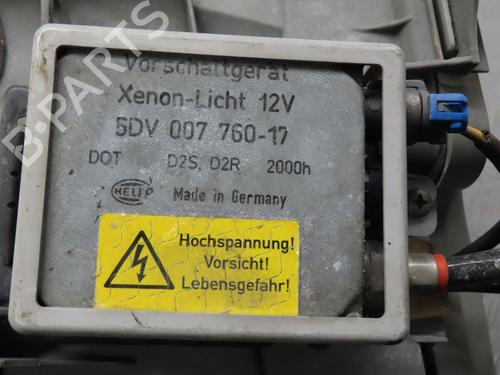 Vorschaltgerät
Xenon-Licht 12V
5DV 007 760-17
DOT D2S, D2R 2000h
HELLA Made in Germany
Hochspannung!
Vorsicht!
Lebensgefahr!